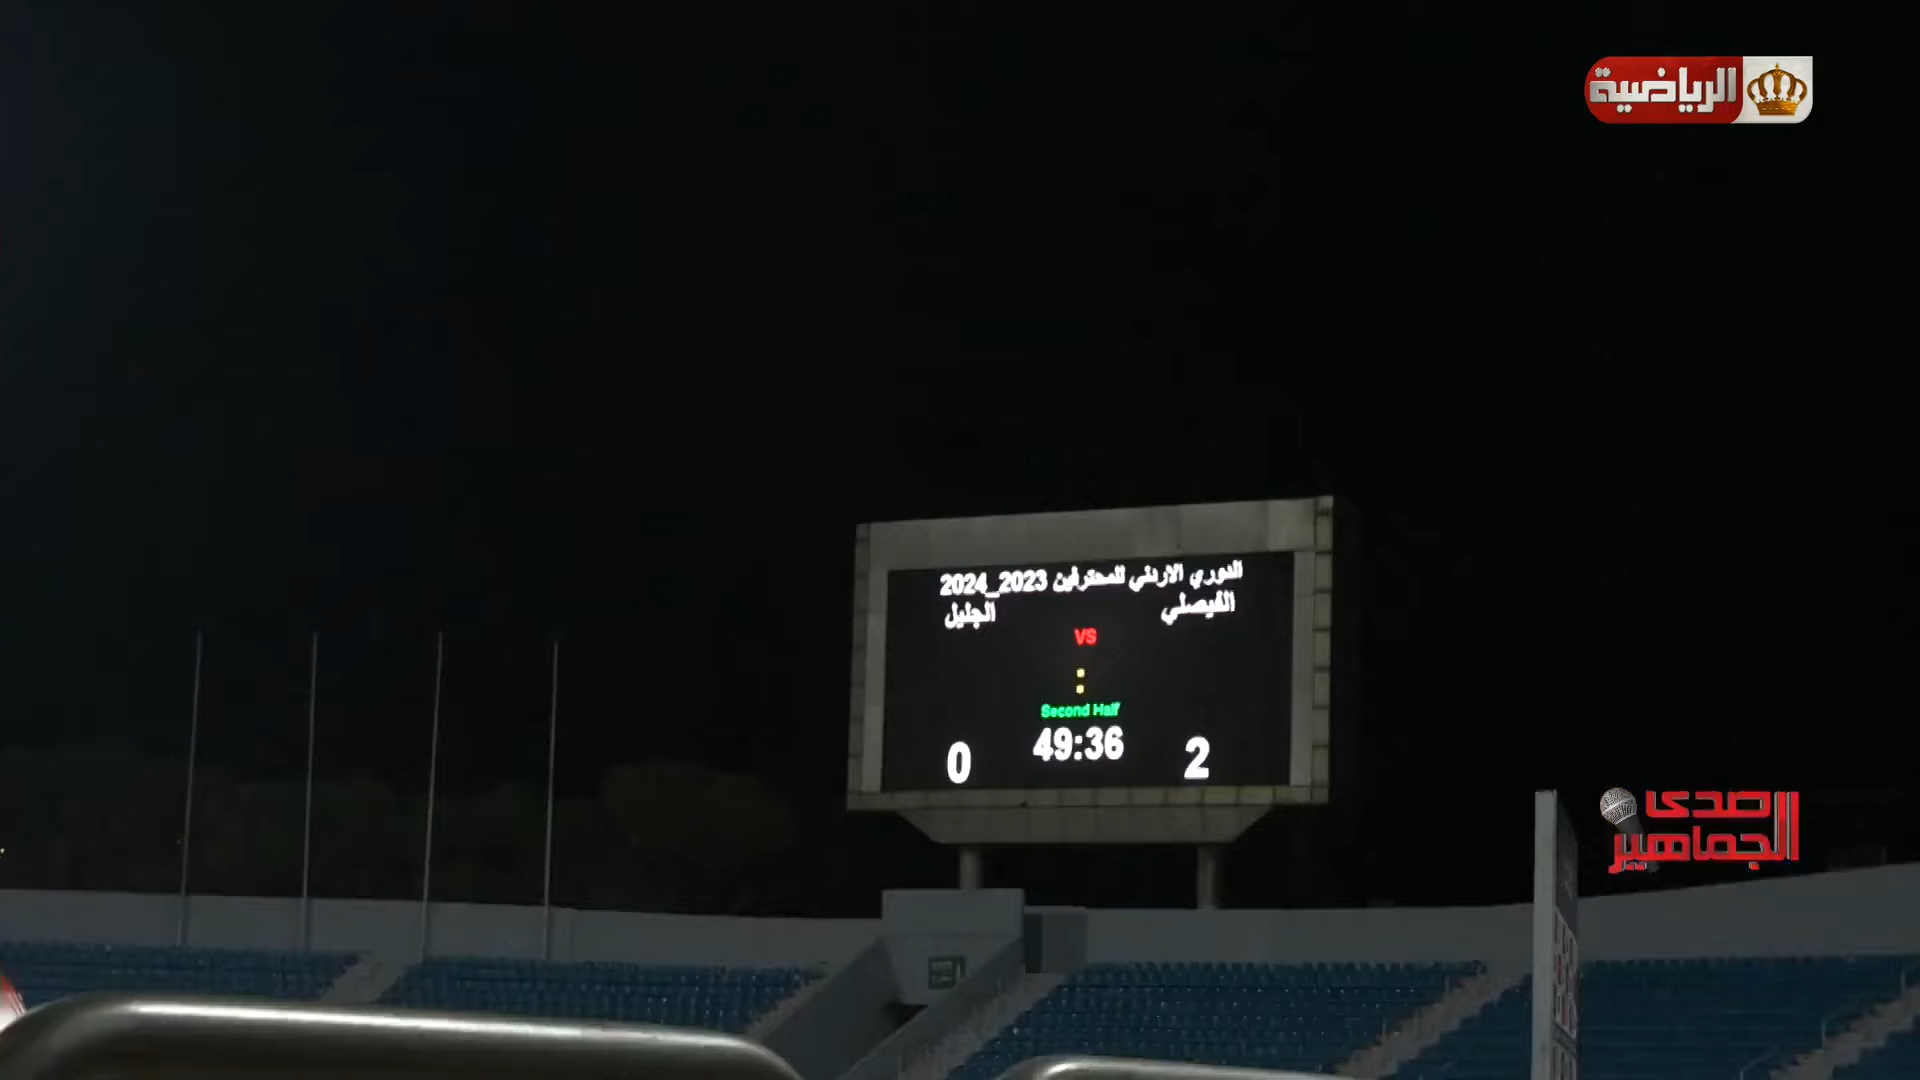 الرياضية
الدوري الاردني للمحترفين 2023_2024
الفيصلي
الجليل
VS
:
Second Half
49:36
2
0
صدى
الجماهير